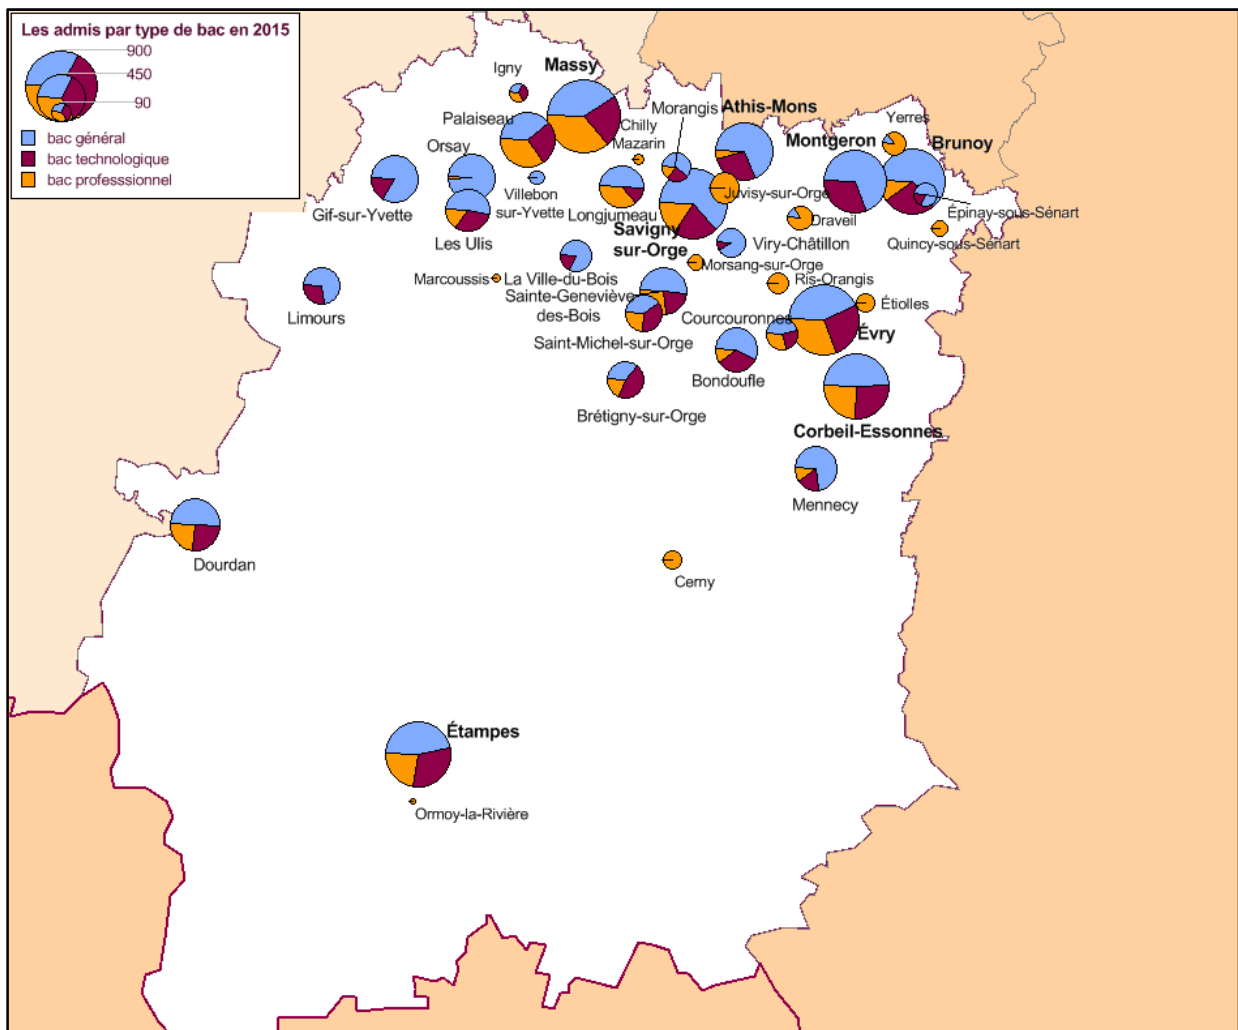 Les admis par type de bac en 2015
900
450
90
bac général
bac technologique
bac professsionnel
Igny
Massy
Palaiseau
Chilly
Mazarin
Morangis
Athis-Mons
Yerres
Montgeron
Brunoy
Orsay
Gif-sur-Yvette
Villebon
sur-Yvette
Longjumeau
Juvisy-sur-Orge
Draveil
Épinay-sous-Sénart
Quincy-sous-Sénart
Les Ulis
Savigny
sur-Orge
Viry-Châtillon
Morsang-sur-Orge
Marcoussis
La Ville-du-Bois
Ris-Orangis
Sainte-Geneviève
des-Bois
Étiolles
Limours
Courcouronnes
Évry
Saint-Michel-sur-Orge
Bondoufle
Brétigny-sur-Orge
Corbeil-Essonnes
Mennecy
Dourdan
Cerny
Étampes
Ormoy-la-Rivière